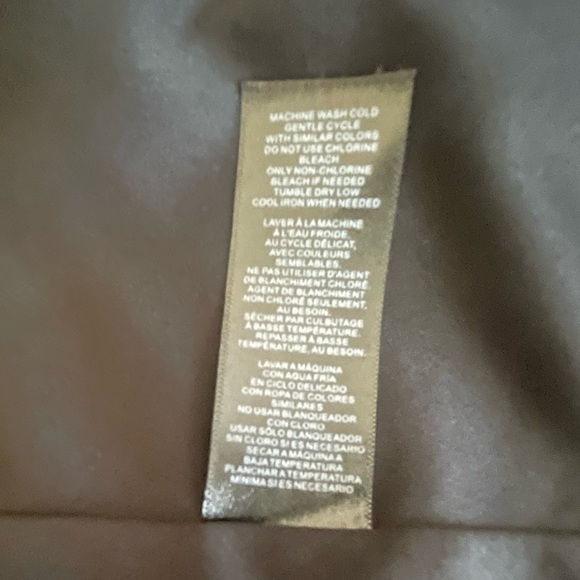 MACHINE WASH COLD
GENTLE CYCLE
WITH SIMILAR COLORS
DO NOT USE CHLORINE
BLEACH
ONLY NON-CHLORINE
BLEACH IF NEEDED
TUMBLE DRY LOW
COOL IRON WHEN NEEDED
LAVER À LA MACHINE
À L'EAU FROIDE,
AU CYCLE DÉLICAT,
AVEC COULEURS
SEMBLABLES.
NE PAS UTILISER D'AGENT
DE BLANCHIMENT CHLORÉ.
AGENT DE BLANCHIMENT
NON CHLORÉ SEULEMENT,
AU BESOIN.
SÉCHER PAR CULBUTAGE
À BASSE TEMPÉRATURE.
REPASSER À BASSE
TEMPÉRATURE, AU BESOIN.
LAVAR A MÁQUINA
CON AGUA FRÍA
EN CICLO DELICADO
CON ROPA DE COLORES
SIMILARES
NO USAR BLANQUEADOR
CON CLORO
USAR SÓLO BLANQUEADOR
SIN CLORO SI ES NECESARIO
SECAR A MÁQUINA A
BAJA TEMPERATURA
PLANCHAR A TEMPERATURA
MÍNIMA SI ES NECESARIO